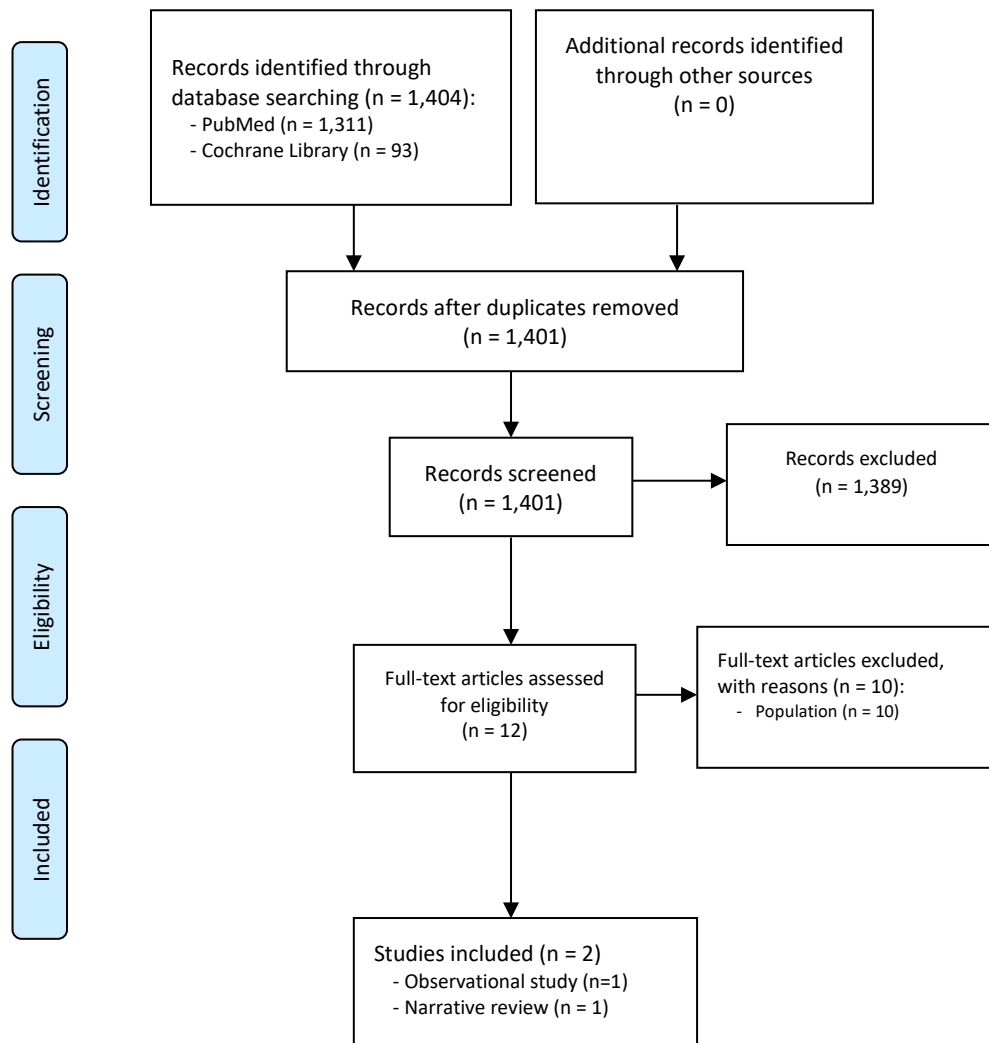 Identification
Records identified through
database searching (n = 1,404):
- PubMed (n = 1,311)
- Cochrane Library (n = 93)
Additional records identified
through other sources
(n = 0)
Screening
Records after duplicates removed
(n = 1,401)
Records screened
(n = 1,401)
Records excluded
(n = 1,389)
Eligibility
Full-text articles assessed
for eligibility
(n = 12)
Full-text articles excluded,
with reasons (n = 10):
- Population (n = 10)
Included
Studies included (n = 2)
- Observational study (n=1)
- Narrative review (n = 1)